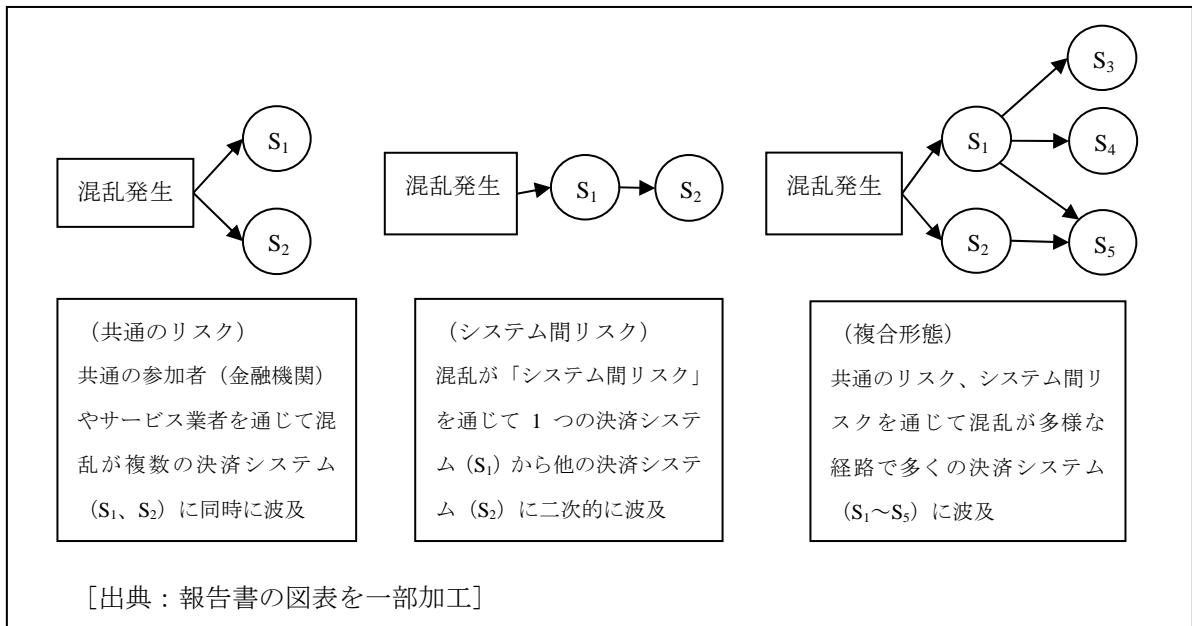 混乱発生
S₁
S₂
混乱発生
S₁
S₂
混乱発生
S₁
S₂
S₃
S₄
S₅
（共通のリスク）
共通の参加者（金融機関）
やサービス業者を通じて混
乱が複数の決済システム
（S₁、S₂）に同時に波及
（システム間リスク）
混乱が「システム間リスク」
を通じて 1 つの決済システ
ム（S₁）から他の決済システ
ム（S₂）に二次的に波及
（複合形態）
共通のリスク、システム間リ
スクを通じて混乱が多様な
経路で多くの決済システム
（S₁～S₅）に波及
［出典：報告書の図表を一部加工］